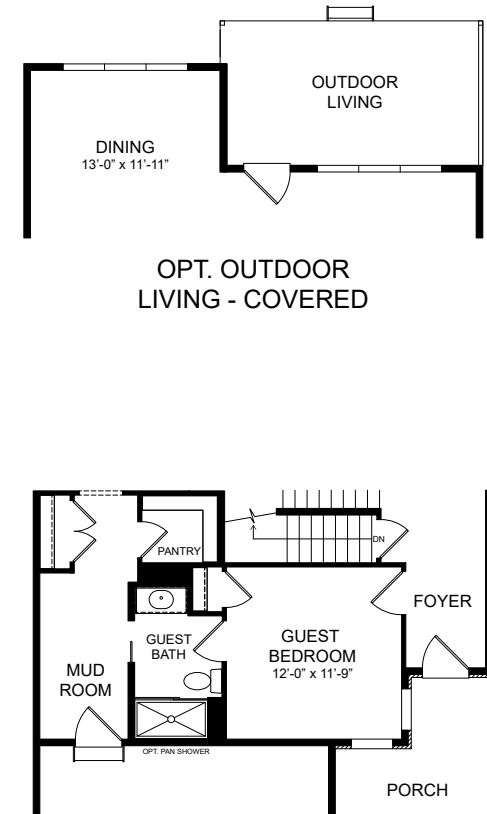 OUTDOOR
LIVING
DINING
13'-0" x 11'-11"
OPT. OUTDOOR
LIVING - COVERED
PANTRY
DN
FOYER
GUEST
BATH
GUEST
BEDROOM
12'-0" x 11'-9"
MUD
ROOM
OPT. PAN SHOWER
PORCH